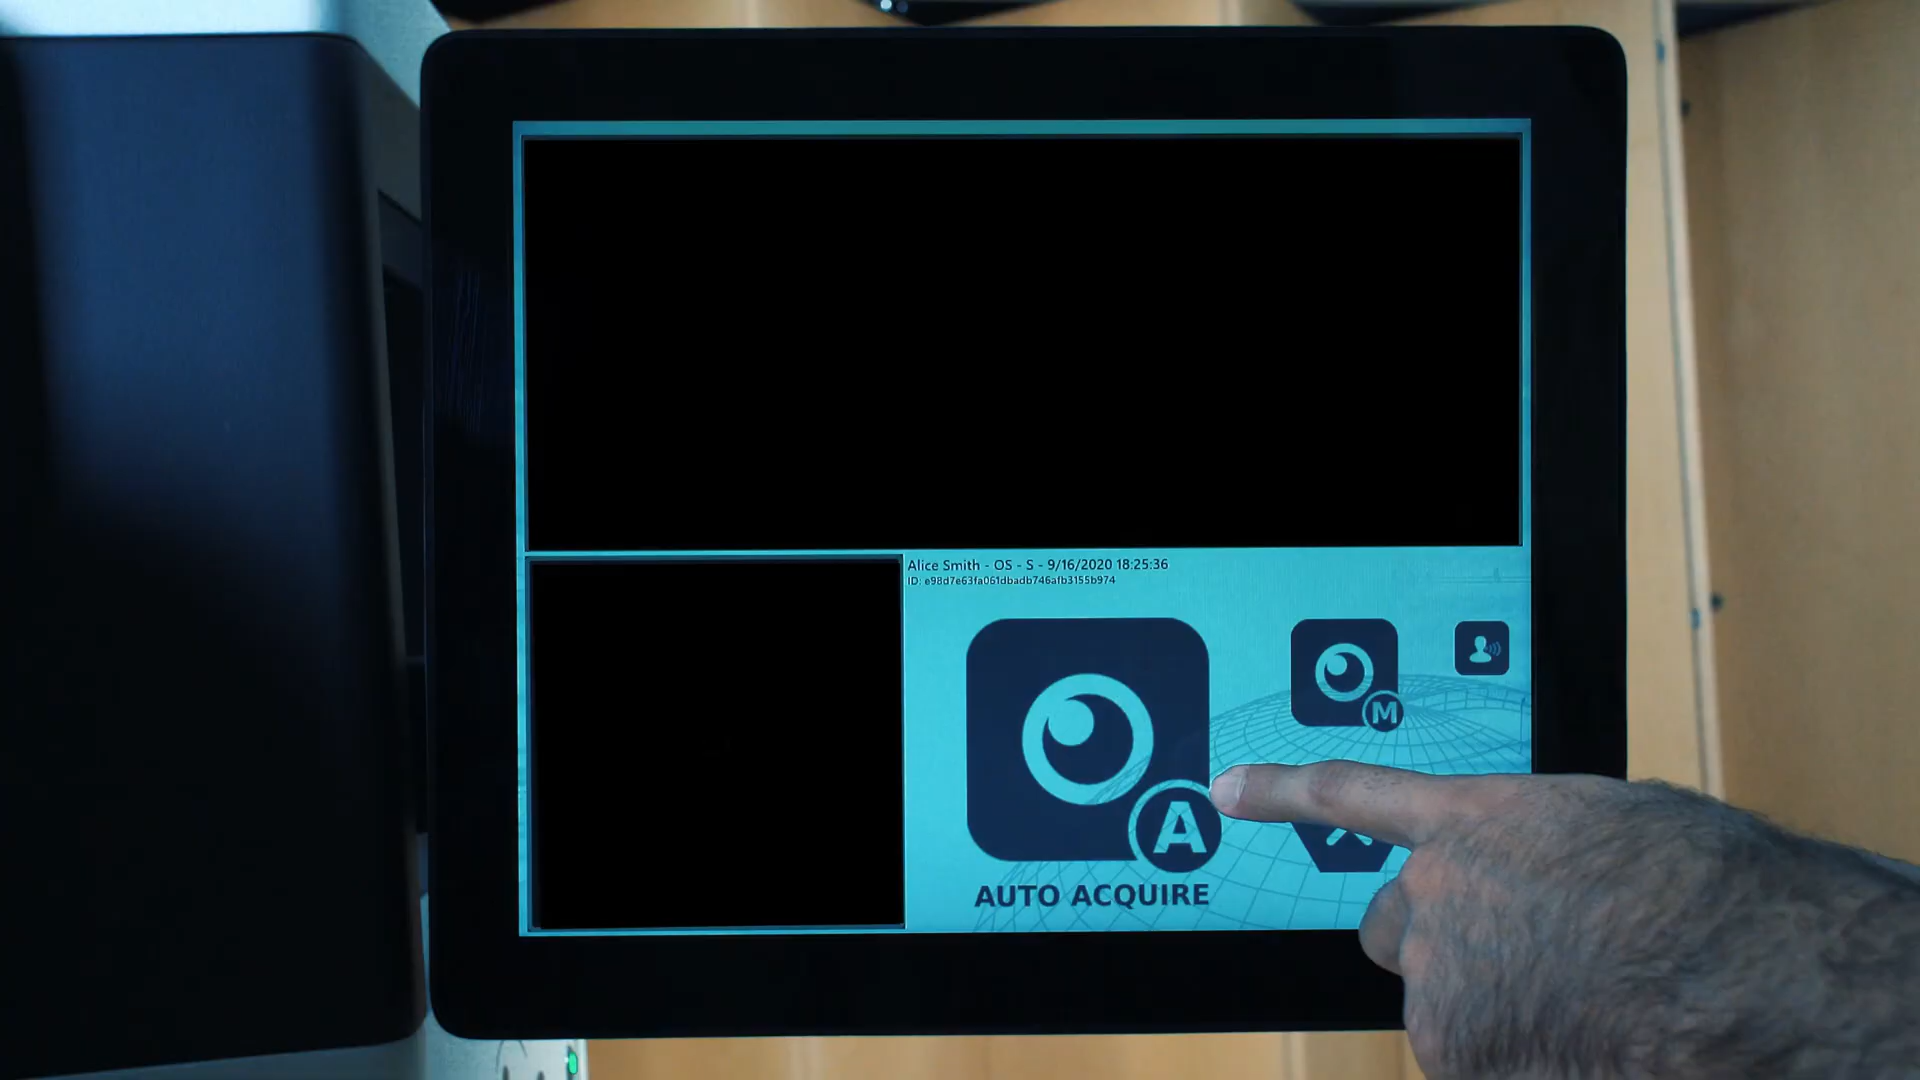 Alice Smith - OS - S - 9/16/2020 18:25:36
ID: e98d7e63fa061dbadb746afb3155b974
M
A
AUTO ACQUIRE